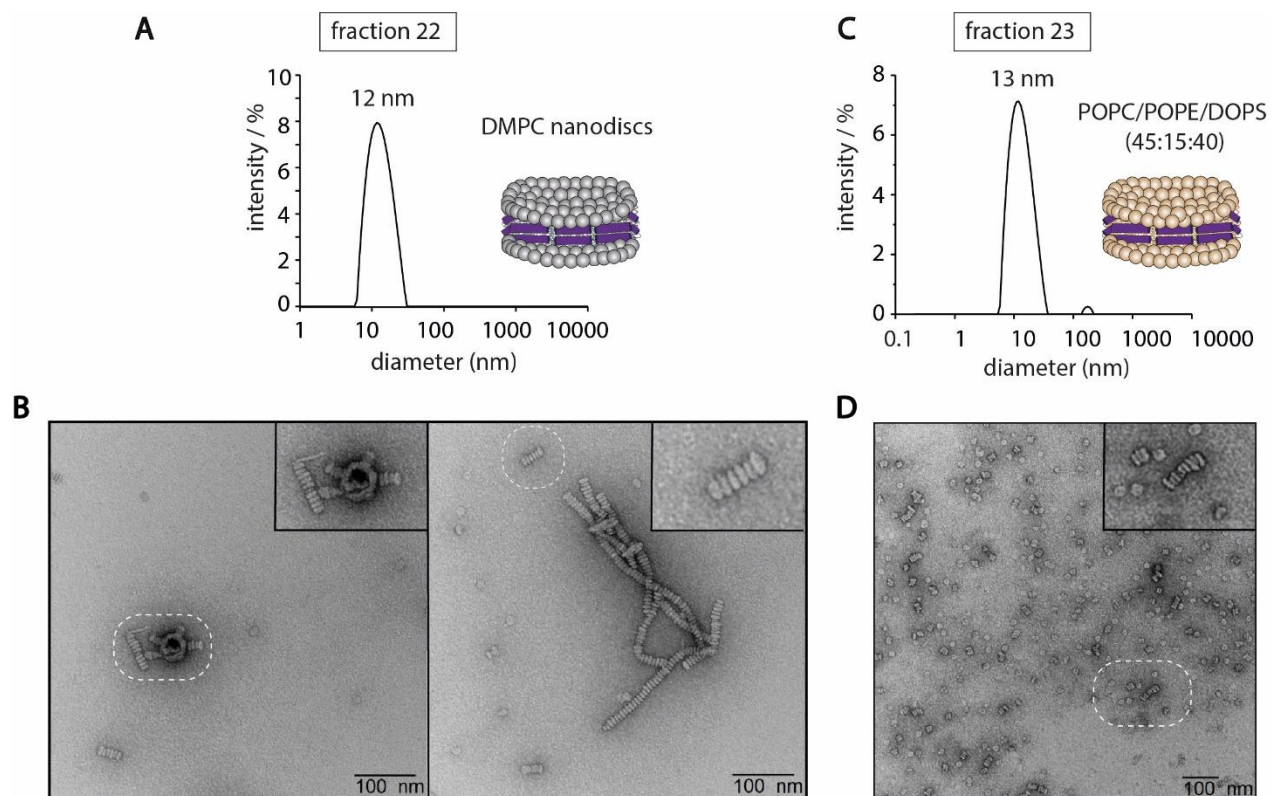 A
fraction 22
12 nm
10
8
6
4
2
0
intensity / %
1 10 100 1000 10000
diameter (nm)
DMPC nanodiscs
C
fraction 23
13 nm
8
6
4
2
0
intensity / %
0.1 1 10 100 1000 10000
diameter (nm)
POPC/POPE/DOPS
(45:15:40)
B
100 nm
100 nm
D
100 nm